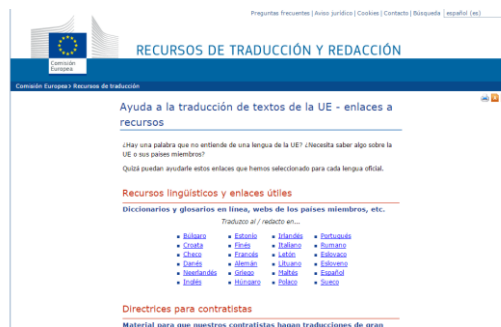 Preguntas frecuentes | Aviso jurídico | Cookies | Contacto | Búsqueda español (es)
RECURSOS DE TRADUCCIÓN Y REDACCIÓN
Comisión
Europea
Comisión Europea > Recursos de traducción
Ayuda a la traducción de textos de la UE - enlaces a
recursos
¿Hay una palabra que no entiende de una lengua de la UE? ¿Necesita saber algo sobre la
UE o sus países miembros?
Quizá puedan ayudarle estos enlaces que hemos seleccionado para cada lengua oficial.
Recursos lingüísticos y enlaces útiles
Diccionarios y glosarios en línea, webs de los países miembros, etc.
Traduzco al / redacto en...
Búlgaro Estonio Irlandés Portugués
Croata Finés Italiano Rumano
Checo Francés Letón Eslovaco
Danés Alemán Lituano Esloveno
Neerlandés Griego Maltés Español
Inglés Húngaro Polaco Sueco
Directrices para contratistas
Material para que nuestros contratistas hagan traducciones de gran